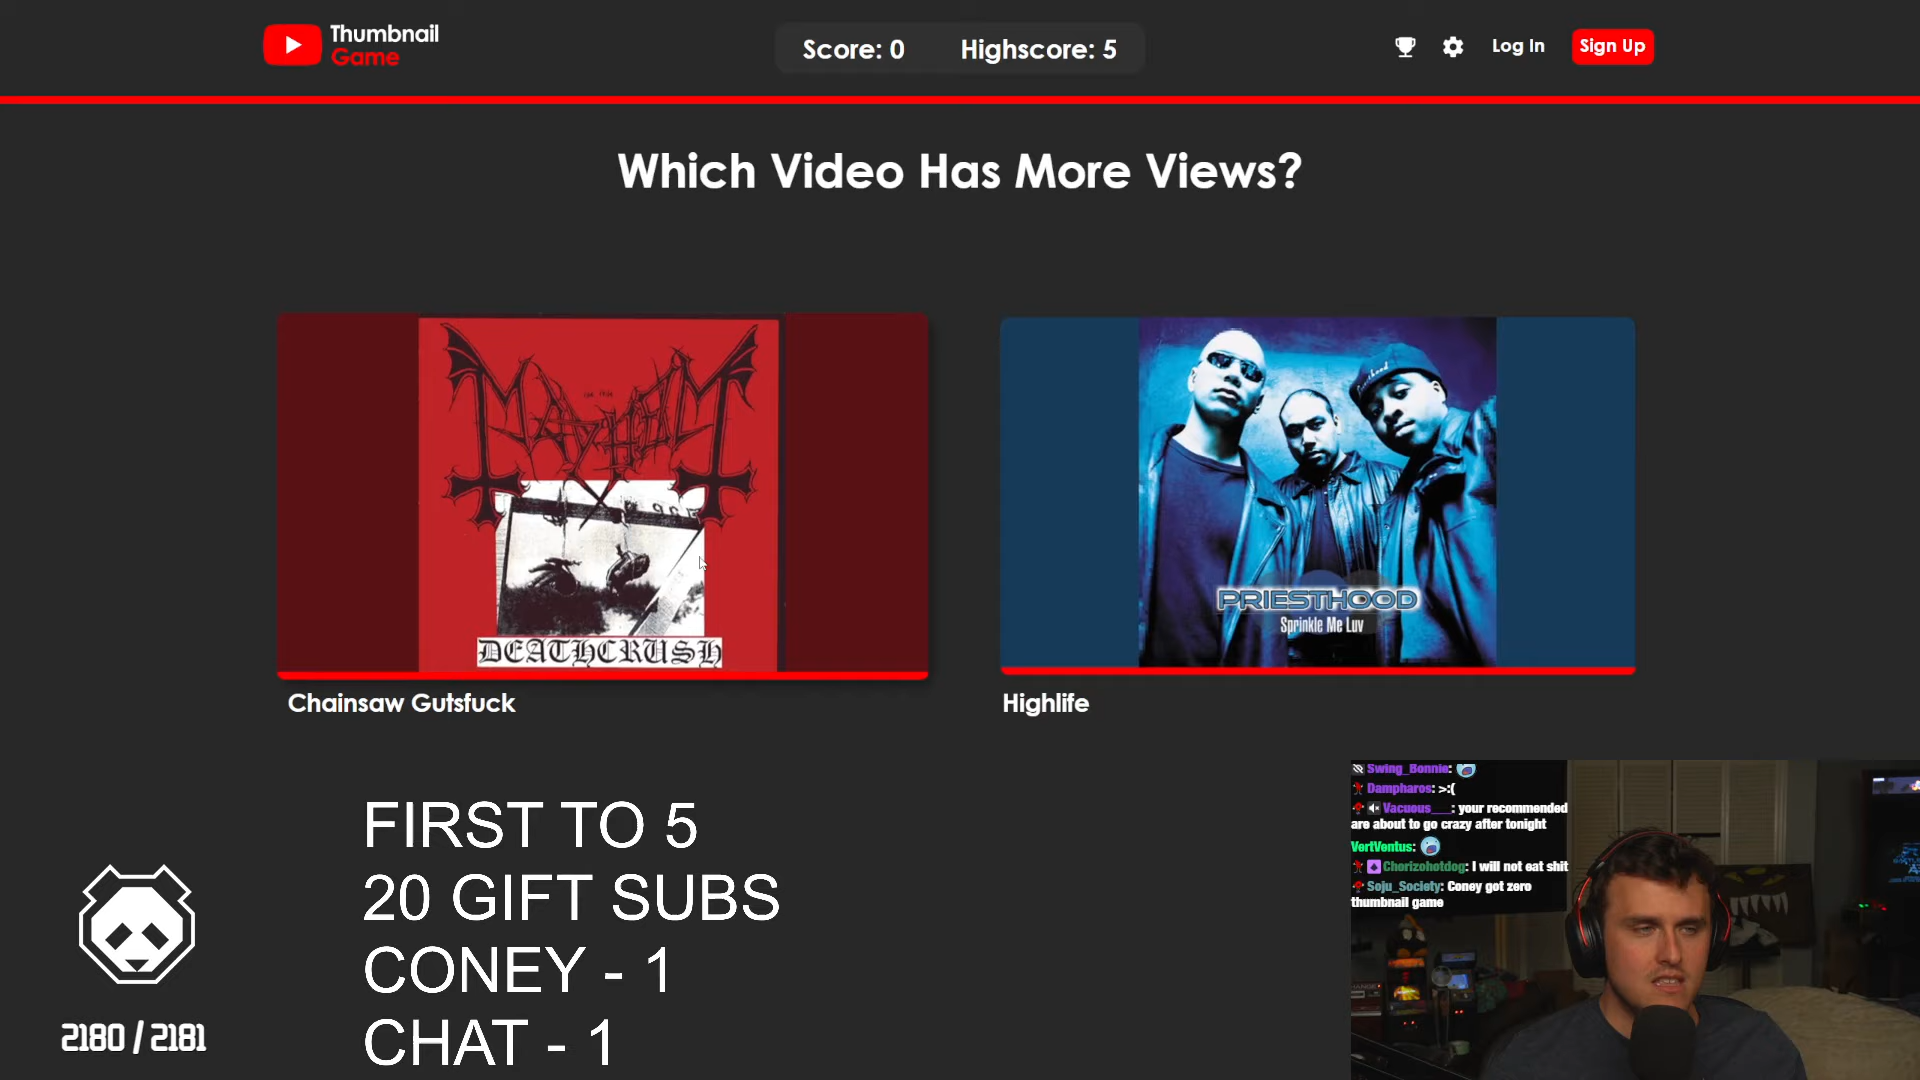 Thumbnail
Game
Score: 0
Highscore: 5
Log In
Sign Up
Which Video Has More Views?
MAYHEM
DEATHCRUSH
PRIESTHOOD
Sprinkle Me Luv
Chainsaw Gutsfuck
Highlife
FIRST TO 5
20 GIFT SUBS
CONEY - 1
CHAT - 1
2180 / 2181
Swing_Bonnie:
Dampharos: >:(
Vacuous___: your recommended
are about to go crazy after tonight
VertVentus:
Chorizohotdog: I will not eat shit
Soju_Society: Coney got zero
thumbnail game